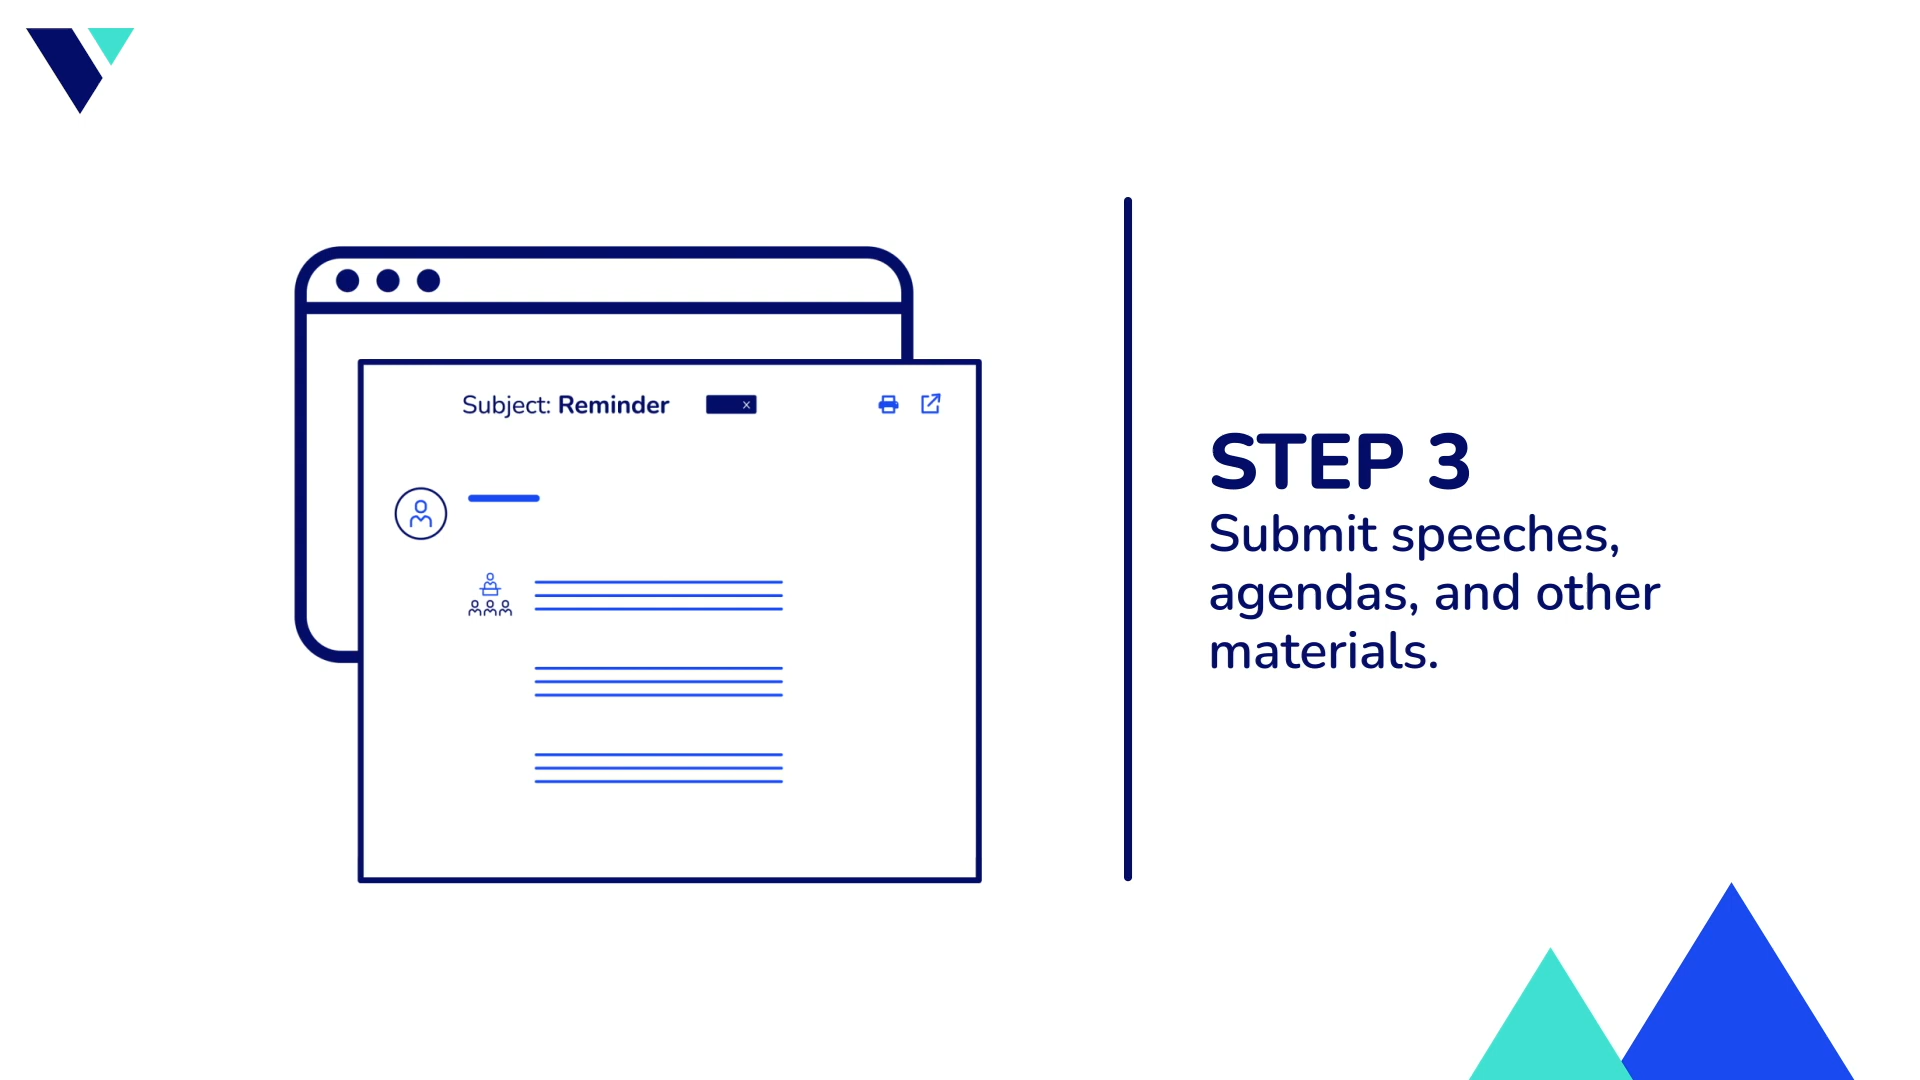 Subject: Reminder
STEP 3
Submit speeches,
agendas, and other
materials.